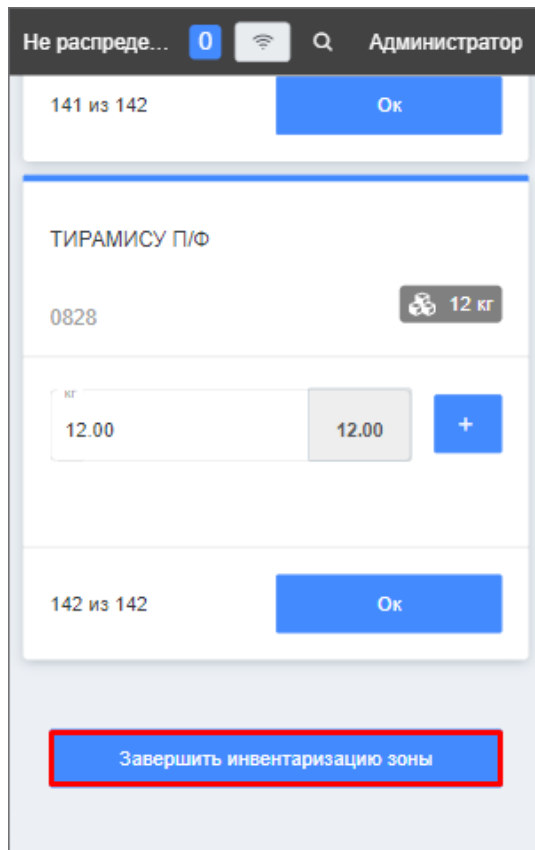 Не распреде... 0 Администратор
141 из 142 Ок
ТИРАМИСУ П/Ф
0828 12 кг
кг
12.00 12.00 +
142 из 142 Ок
Завершить инвентаризацию зоны